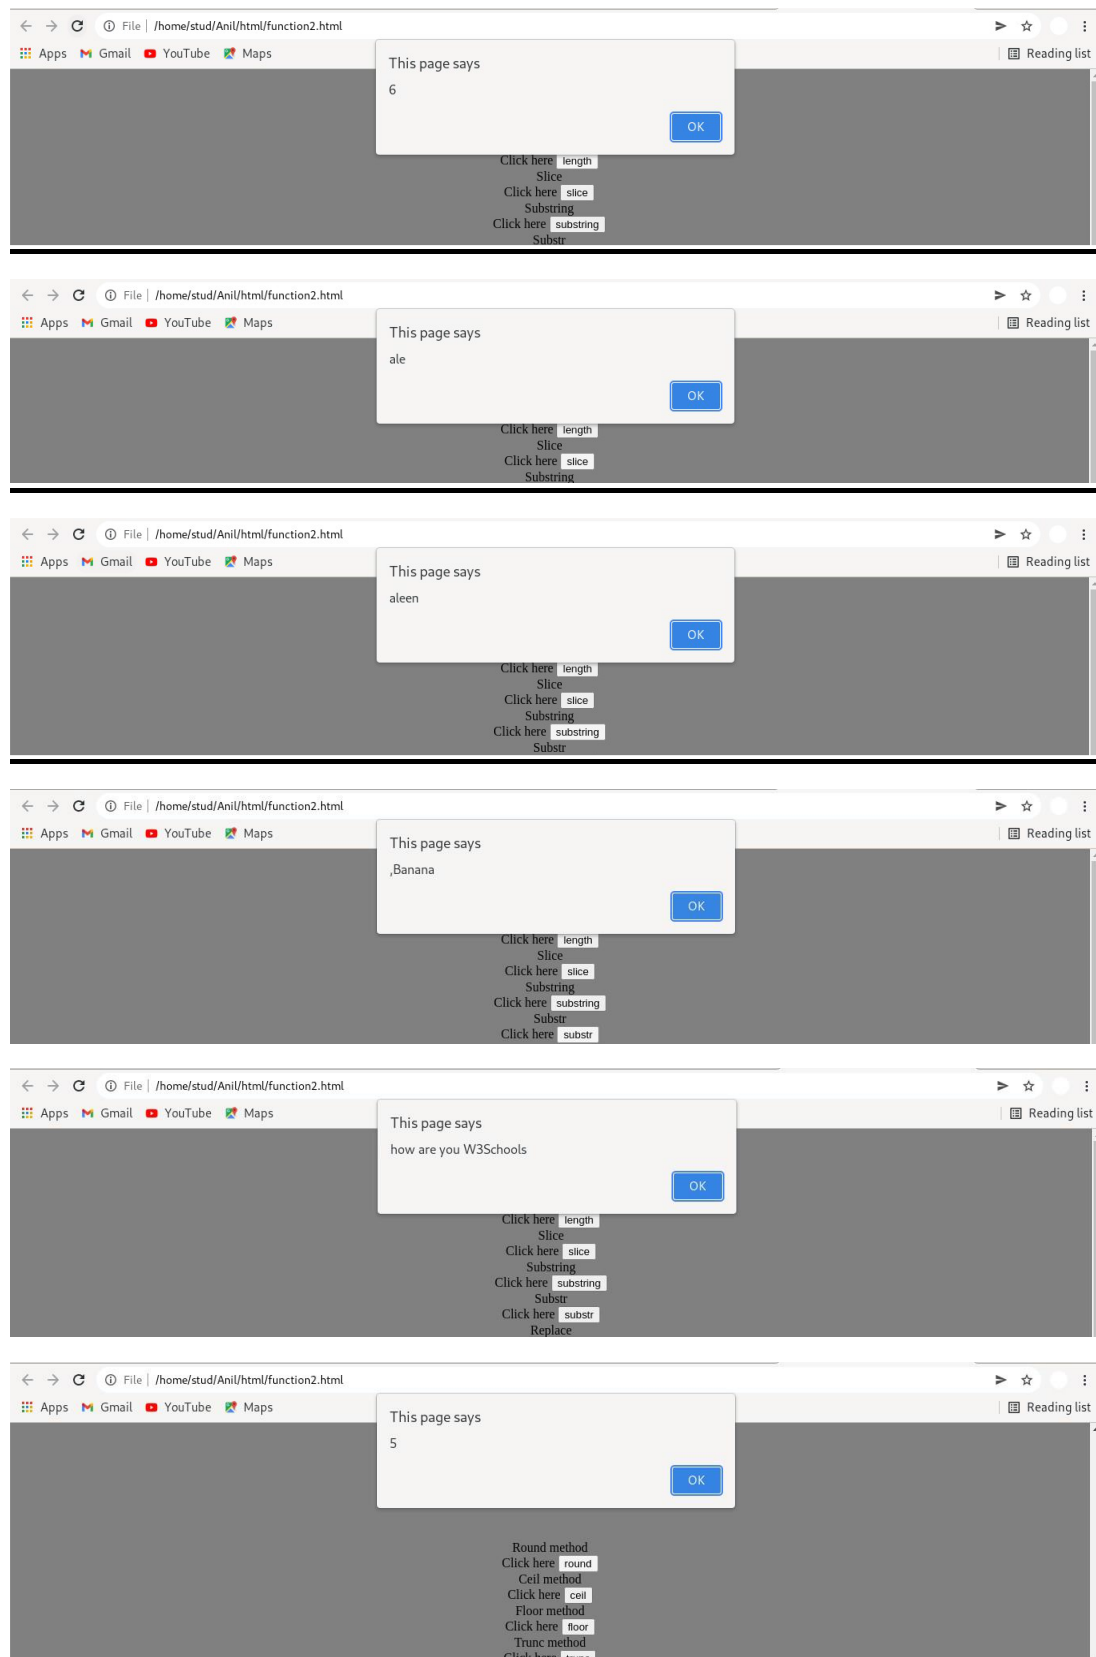 File | /home/stud/Anil/html/function2.html
Apps Gmail YouTube Maps Reading list
This page says
6
OK
Click here length
Slice
Click here slice
Substring
Click here substring
Substr
File | /home/stud/Anil/html/function2.html
Apps Gmail YouTube Maps Reading list
This page says
ale
OK
Click here length
Slice
Click here slice
Substring
File | /home/stud/Anil/html/function2.html
Apps Gmail YouTube Maps Reading list
This page says
aleen
OK
Click here length
Slice
Click here slice
Substring
Click here substring
Substr
File | /home/stud/Anil/html/function2.html
Apps Gmail YouTube Maps Reading list
This page says
,Banana
OK
Click here length
Slice
Click here slice
Substring
Click here substring
Substr
Click here substr
File | /home/stud/Anil/html/function2.html
Apps Gmail YouTube Maps Reading list
This page says
how are you W3Schools
OK
Click here length
Slice
Click here slice
Substring
Click here substring
Substr
Click here substr
Replace
File | /home/stud/Anil/html/function2.html
Apps Gmail YouTube Maps Reading list
This page says
5
OK
Round method
Click here round
Ceil method
Click here ceil
Floor method
Click here floor
Trunc method
Click here trunc